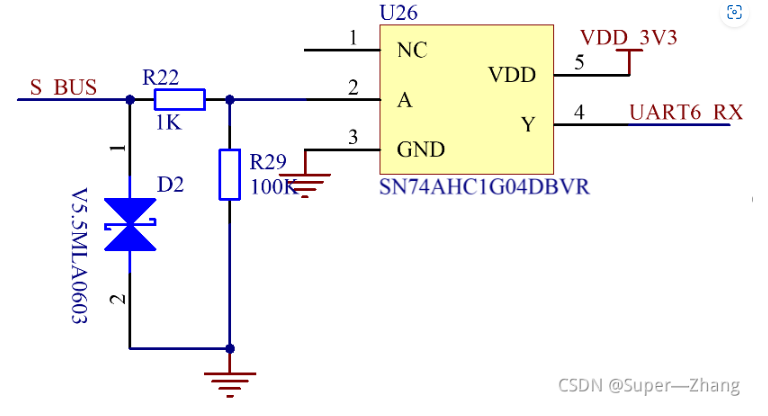 U26
1
NC
VDD_3V3
5
VDD
S_BUS
R22
1K
2
A
4
Y
UART6_RX
3
GND
R29
100K
SN74AHC1G04DBVR
1
D2
V5.5MLA0603
2
CSDN @Super—Zhang